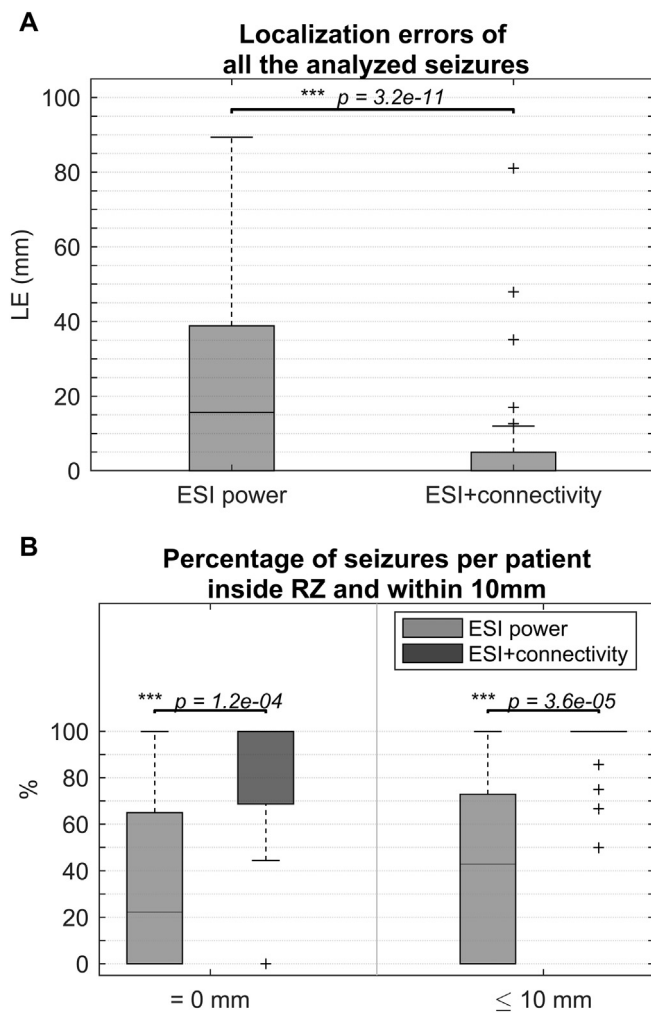 A
Localization errors of
all the analyzed seizures
*** p = 3.2e-11
100
80
60
40
20
0
LE (mm)
ESI power
ESI+connectivity
B
Percentage of seizures per patient
inside RZ and within 10mm
ESI power
ESI+connectivity
*** p = 1.2e-04
*** p = 3.6e-05
100
80
60
40
20
0
%
= 0 mm
≤ 10 mm